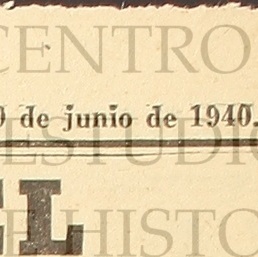 CENTRO
de junio de 1940.
ESTUDIO
EL
HISTO